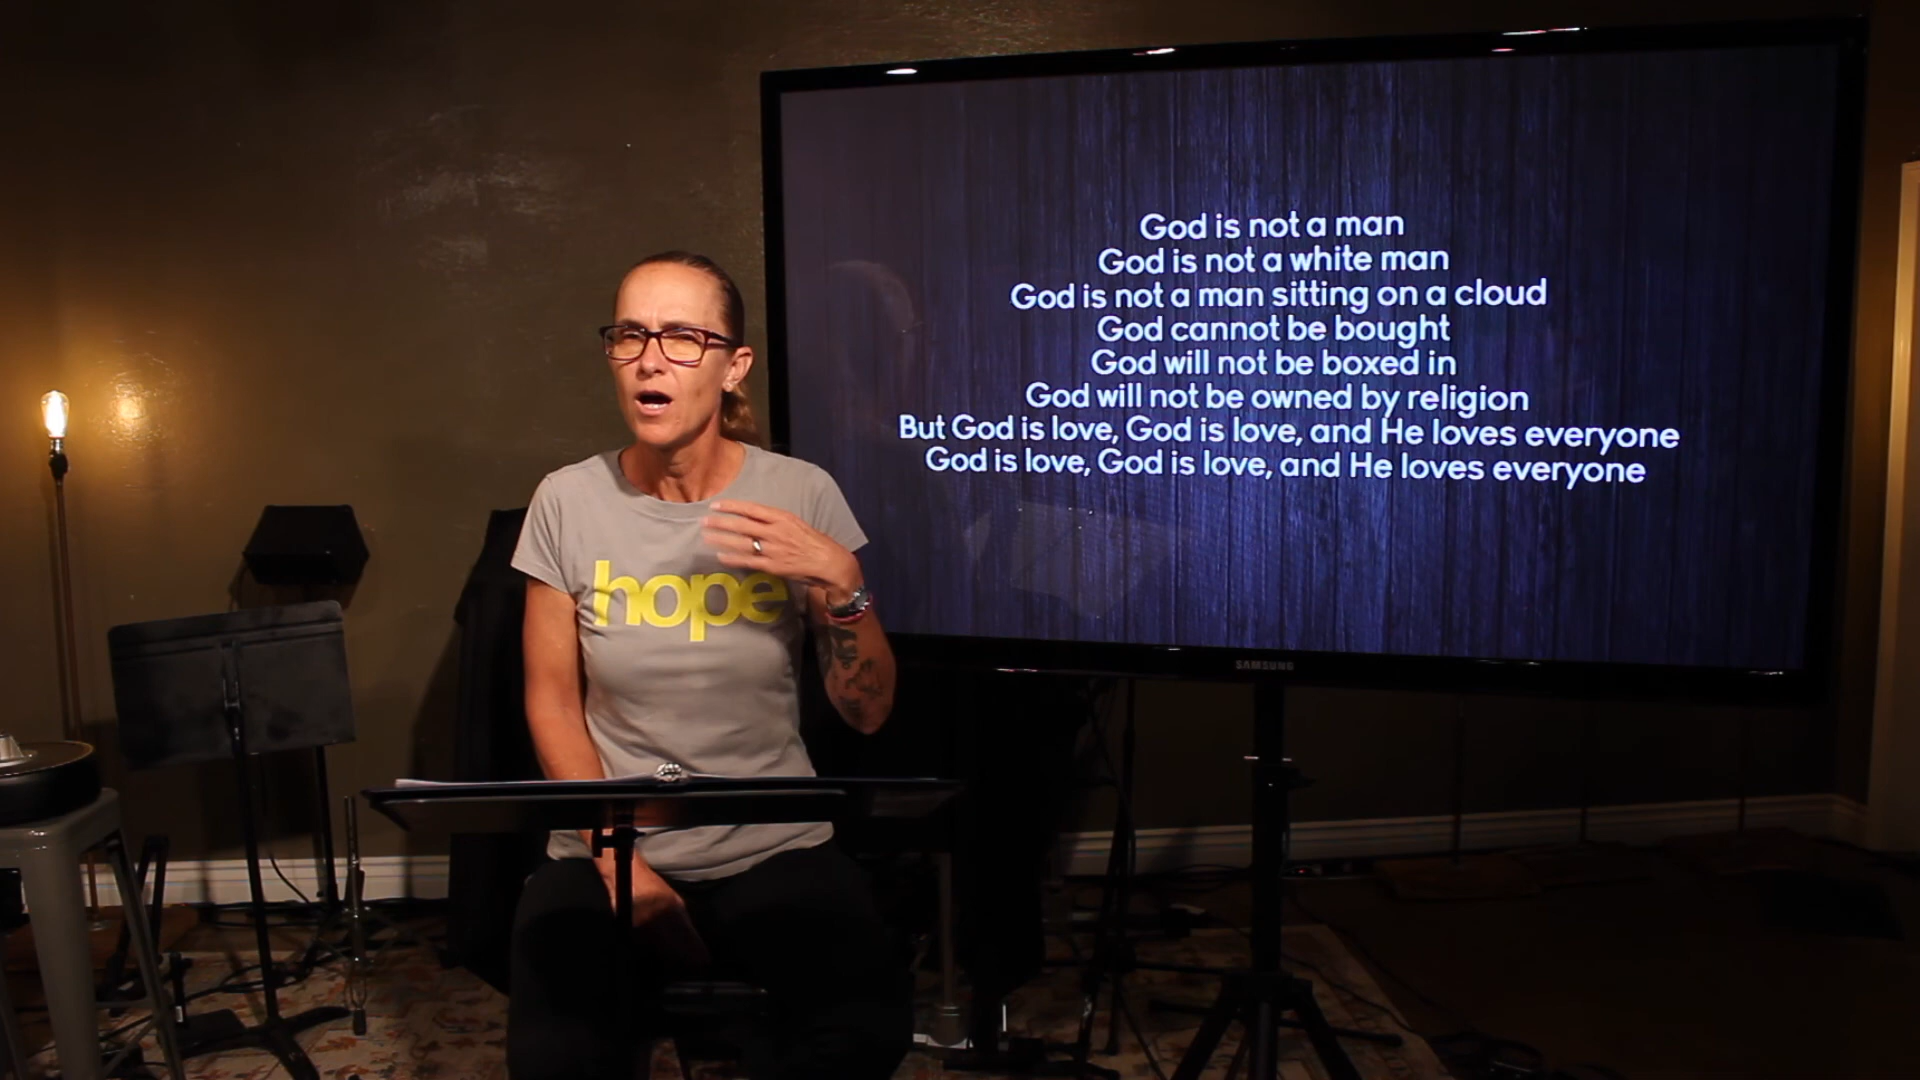 God is not a man
God is not a white man
God is not a man sitting on a cloud
God cannot be bought
God will not be boxed in
God will not be owned by religion
But God is love, God is love, and He loves everyone
God is love, God is love, and He loves everyone
hope
SAMSUNG